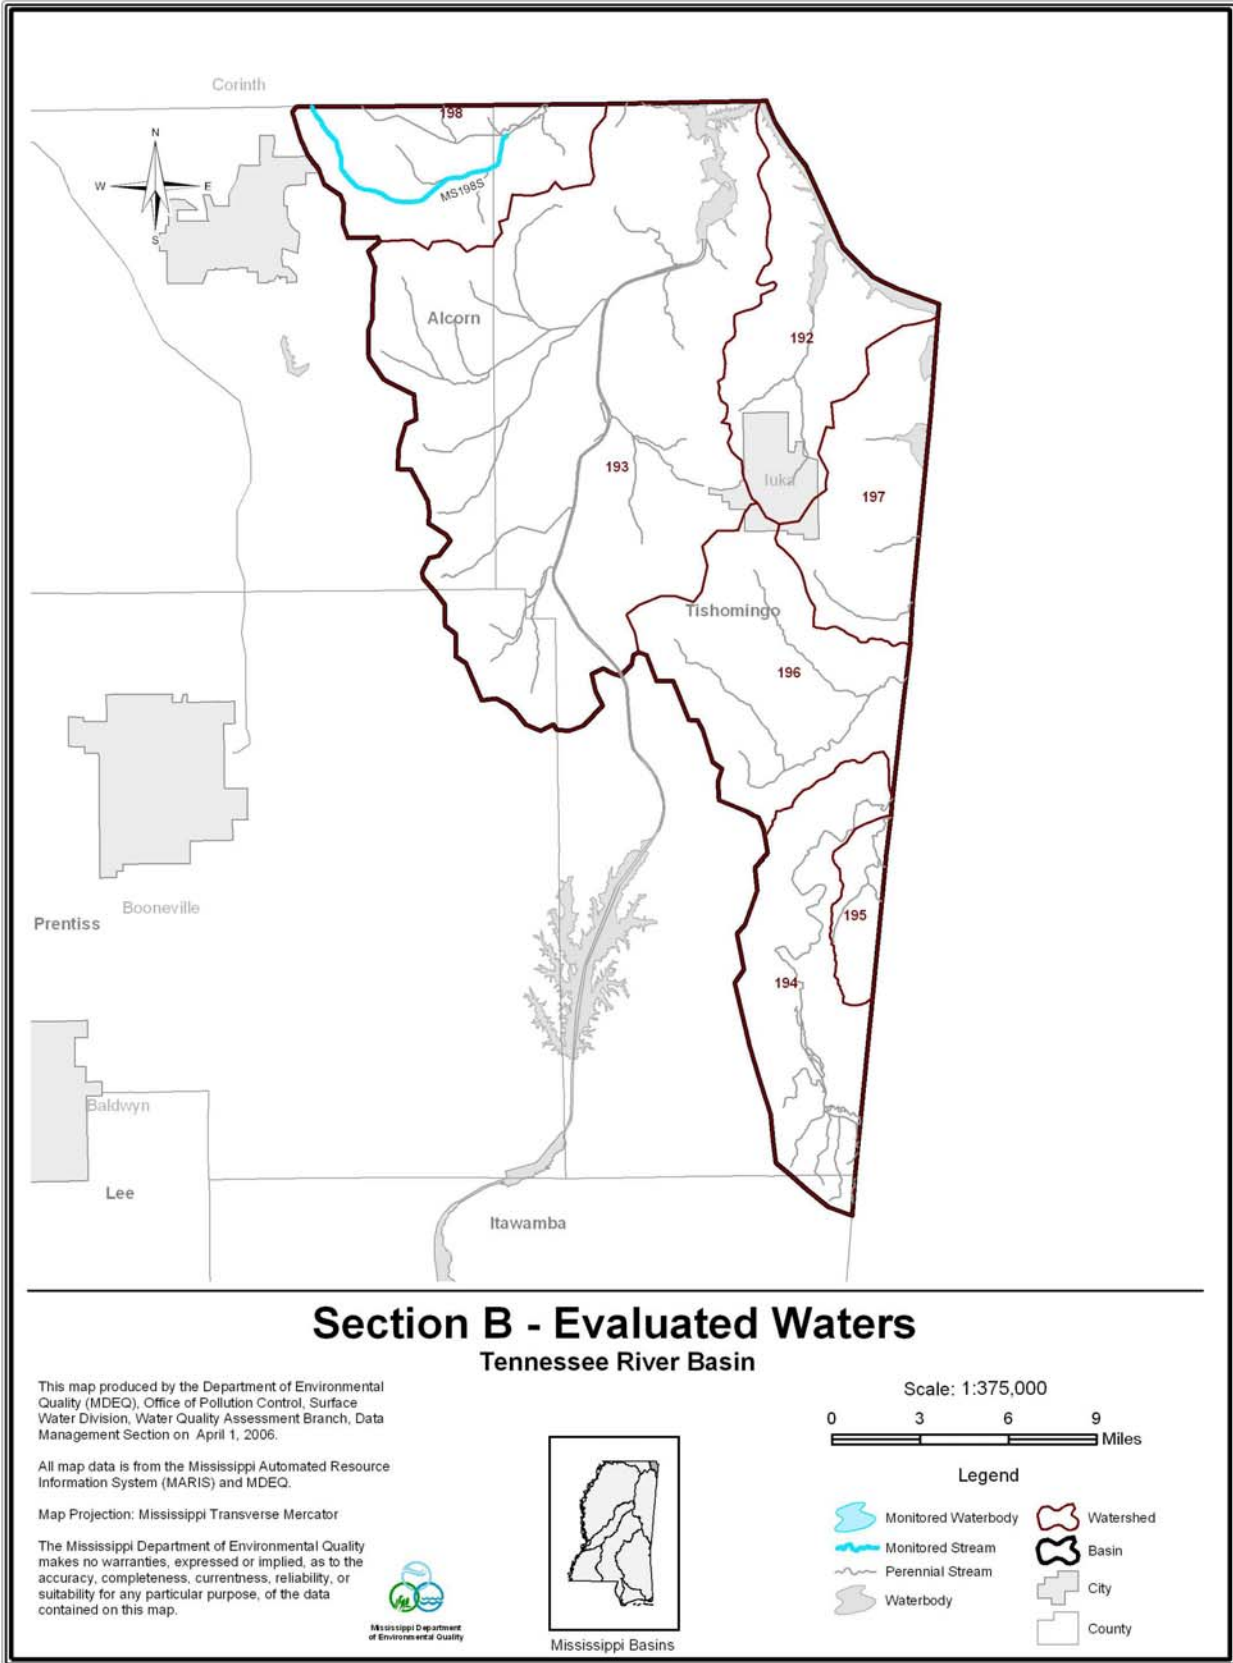 Corinth
198
N
W
E
S
MS198S
Alcorn
192
193
Iuka
197
Tishomingo
196
Booneville
Prentiss
195
194
Baldwyn
Lee
Itawamba
Section B - Evaluated Waters
Tennessee River Basin
This map produced by the Department of Environmental
Quality (MDEQ), Office of Pollution Control, Surface
Water Division, Water Quality Assessment Branch, Data
Management Section on April 1, 2006.
All map data is from the Mississippi Automated Resource
Information System (MARIS) and MDEQ.
Map Projection: Mississippi Transverse Mercator
The Mississippi Department of Environmental Quality
makes no warranties, expressed or implied, as to the
accuracy, completeness, currentness, reliability, or
suitability for any particular purpose, of the data
contained on this map.
Mississippi Department
of Environmental Quality
Mississippi Basins
Scale: 1:375,000
0 3 6 9
Miles
Legend
Monitored Waterbody
Monitored Stream
Perennial Stream
Waterbody
Watershed
Basin
City
County